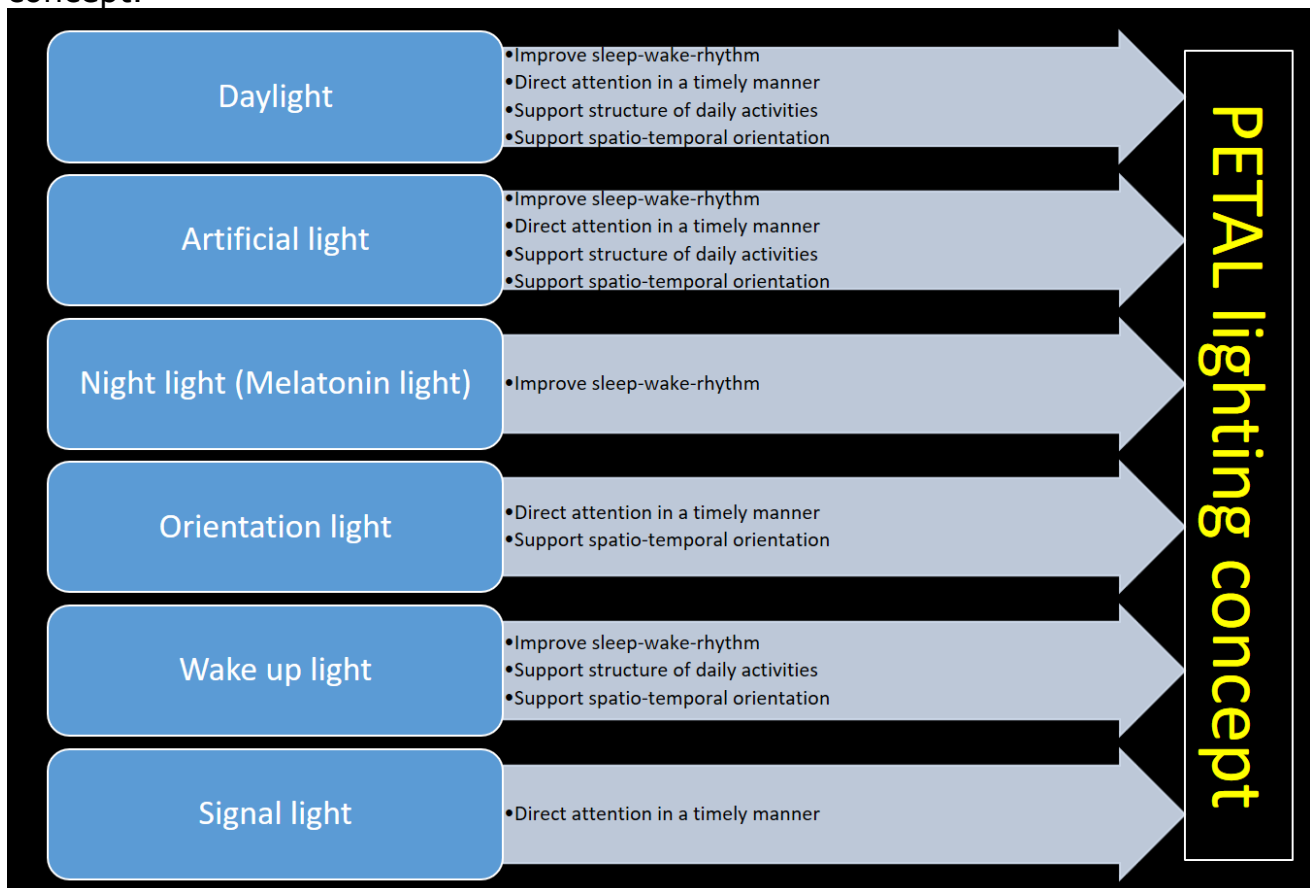 concept.
Daylight
•Improve sleep-wake-rhythm
•Direct attention in a timely manner
•Support structure of daily activities
•Support spatio-temporal orientation
Artificial light
•Improve sleep-wake-rhythm
•Direct attention in a timely manner
•Support structure of daily activities
•Support spatio-temporal orientation
Night light (Melatonin light)
•Improve sleep-wake-rhythm
Orientation light
•Direct attention in a timely manner
•Support spatio-temporal orientation
Wake up light
•Improve sleep-wake-rhythm
•Support structure of daily activities
•Support spatio-temporal orientation
Signal light
•Direct attention in a timely manner
PETAL lighting concept